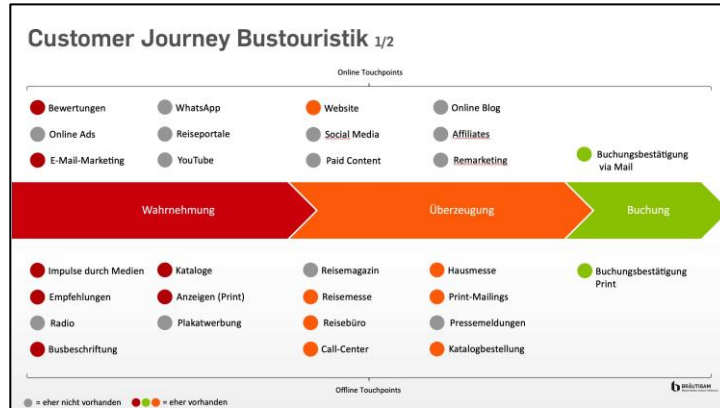 Customer Journey Bustouristik 1/2
Online Touchpoints
Bewertungen
WhatsApp
Website
Online Blog
Online Ads
Reiseportale
Social Media
Affiliates
E-Mail-Marketing
YouTube
Paid Content
Remarketing
Buchungsbestätigung
via Mail
Wahrnehmung
Überzeugung
Buchung
Impulse durch Medien
Kataloge
Reisemagazin
Hausmesse
Buchungsbestätigung
Print
Empfehlungen
Anzeigen (Print)
Reisemesse
Print-Mailings
Radio
Plakatwerbung
Reisebüro
Pressemeldungen
Busbeschriftung
Call-Center
Katalogbestellung
Offline Touchpoints
= eher nicht vorhanden
= eher vorhanden
BRÄUTIGAM